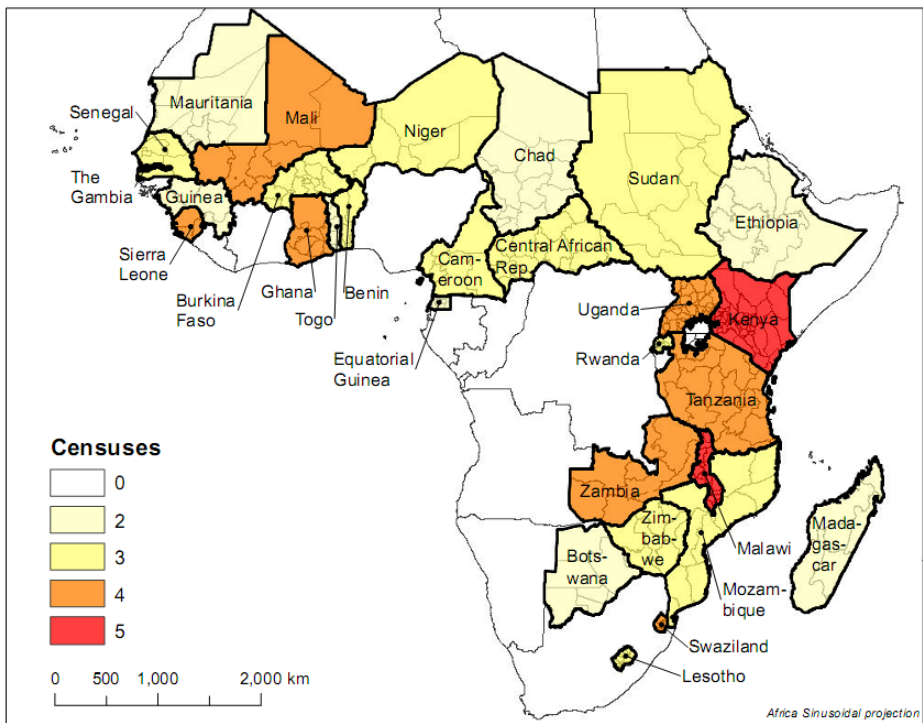 Mauritania
Senegal
Mali
Niger
Chad
Sudan
The
Gambia
Guinea
Ethiopia
Sierra
Leone
Burkina
Faso
Ghana
Togo
Benin
Cam-
eroon
Central African
Rep.
Equatorial
Guinea
Uganda
Kenya
Rwanda
Tanzania
Zambia
Zim-
bab-
we
Bots-
wana
Malawi
Mozam-
bique
Mada-
gas-
car
Swaziland
Lesotho
Censuses
0
2
3
4
5
0 500 1,000 2,000 km
Africa Sinusoidal projection